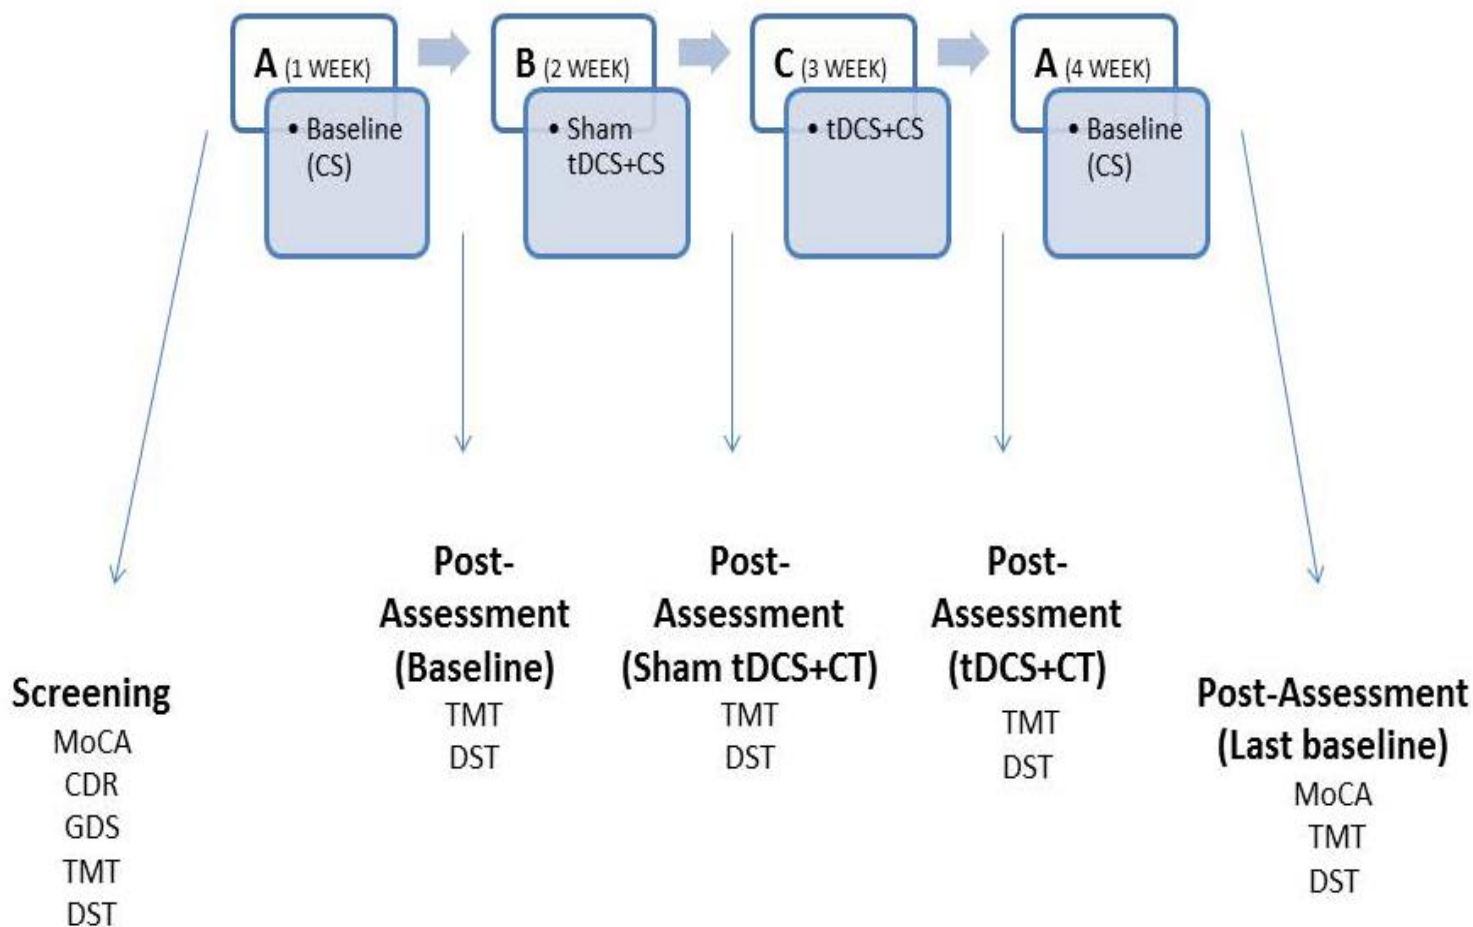 A (1 WEEK)
• Baseline
(CS)
B (2 WEEK)
• Sham
tDCS+CS
C (3 WEEK)
• tDCS+CS
A (4 WEEK)
• Baseline
(CS)
Screening
MoCA
CDR
GDS
TMT
DST
Post-
Assessment
(Baseline)
TMT
DST
Post-
Assessment
(Sham tDCS+CT)
TMT
DST
Post-
Assessment
(tDCS+CT)
TMT
DST
Post-Assessment
(Last baseline)
MoCA
TMT
DST